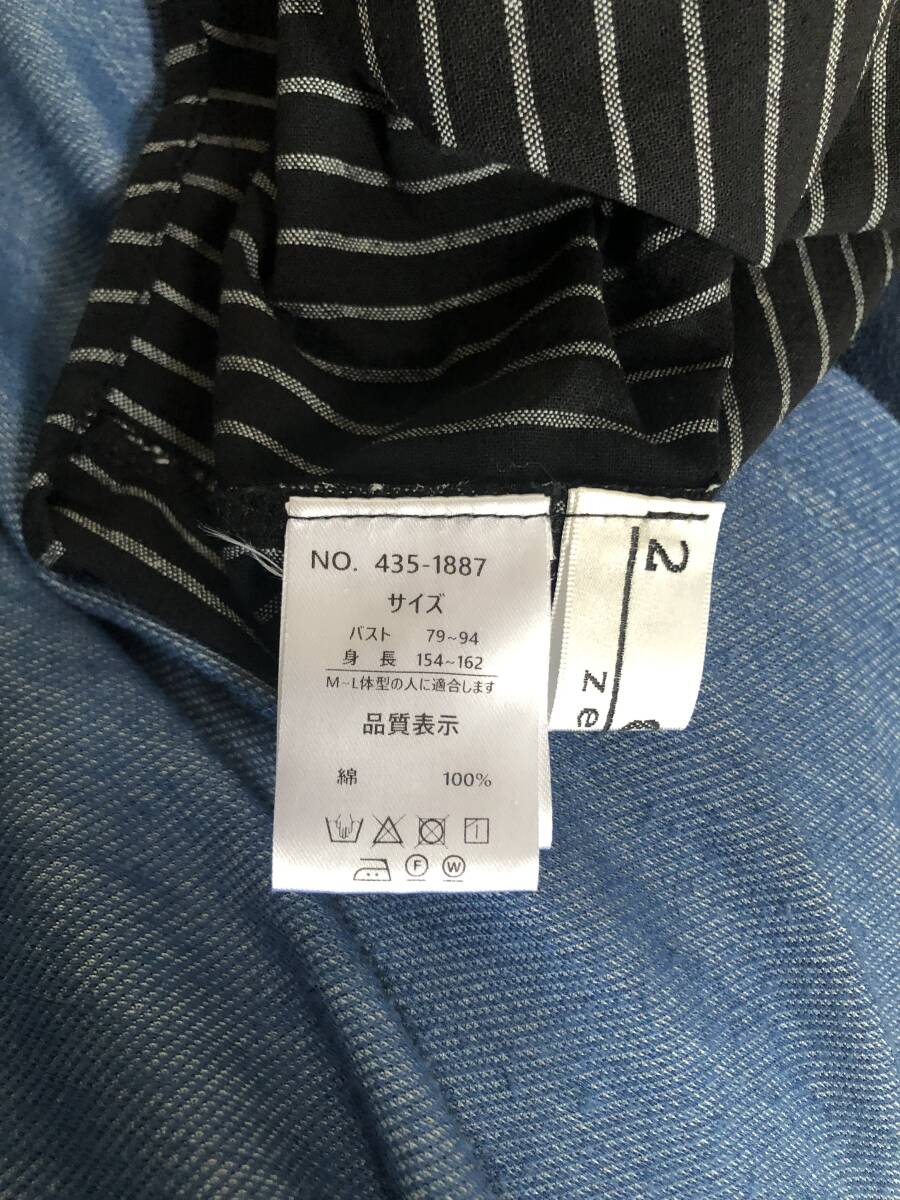 NO. 435-1887
サイズ
バスト 79~94
身 長 154~162
M~L体型の人に適合します
品質表示
綿 100%
1
F W
2
ze